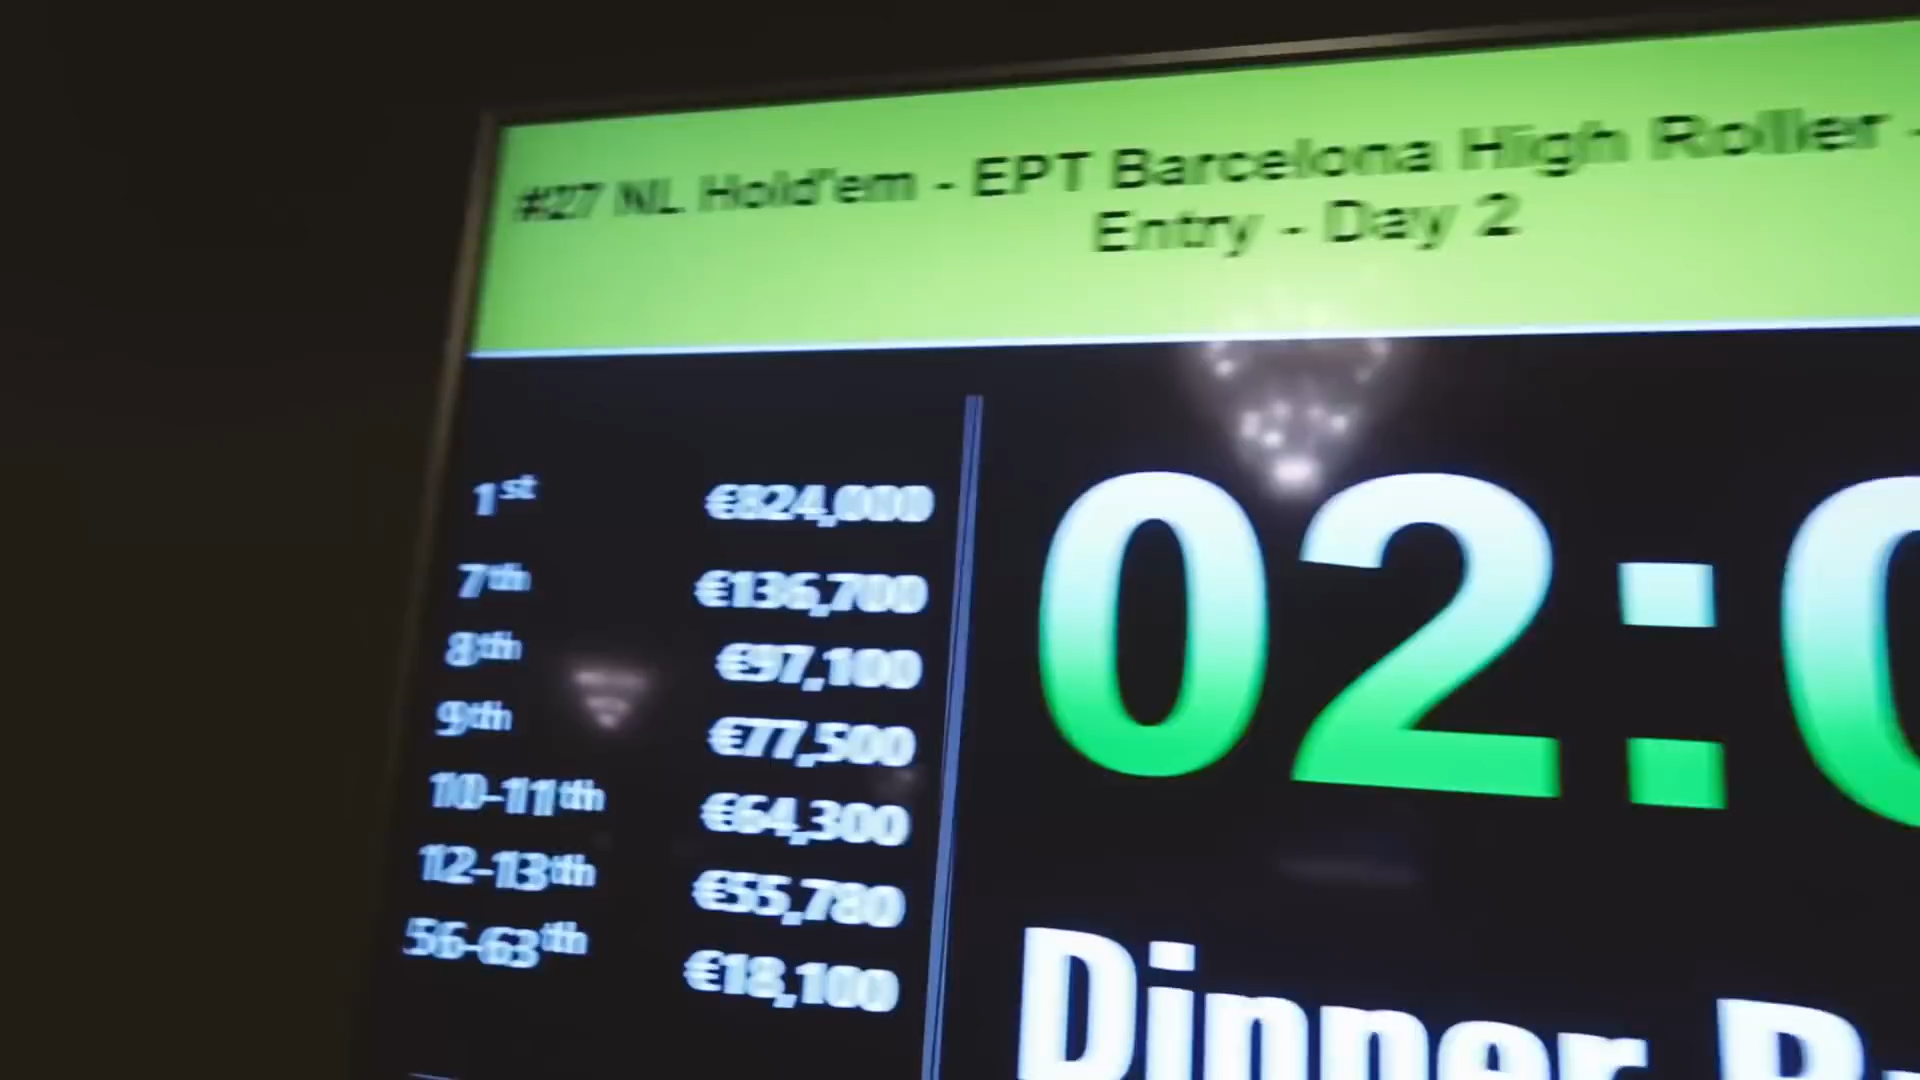 #27 NL Hold'em - EPT Barcelona High Roller -
Entry - Day 2
1st €824,000
7th €136,700
8th €97,100
9th €77,500
10-11th €64,300
12-13th €55,780
56-63th €18,100
02:0
Dinner